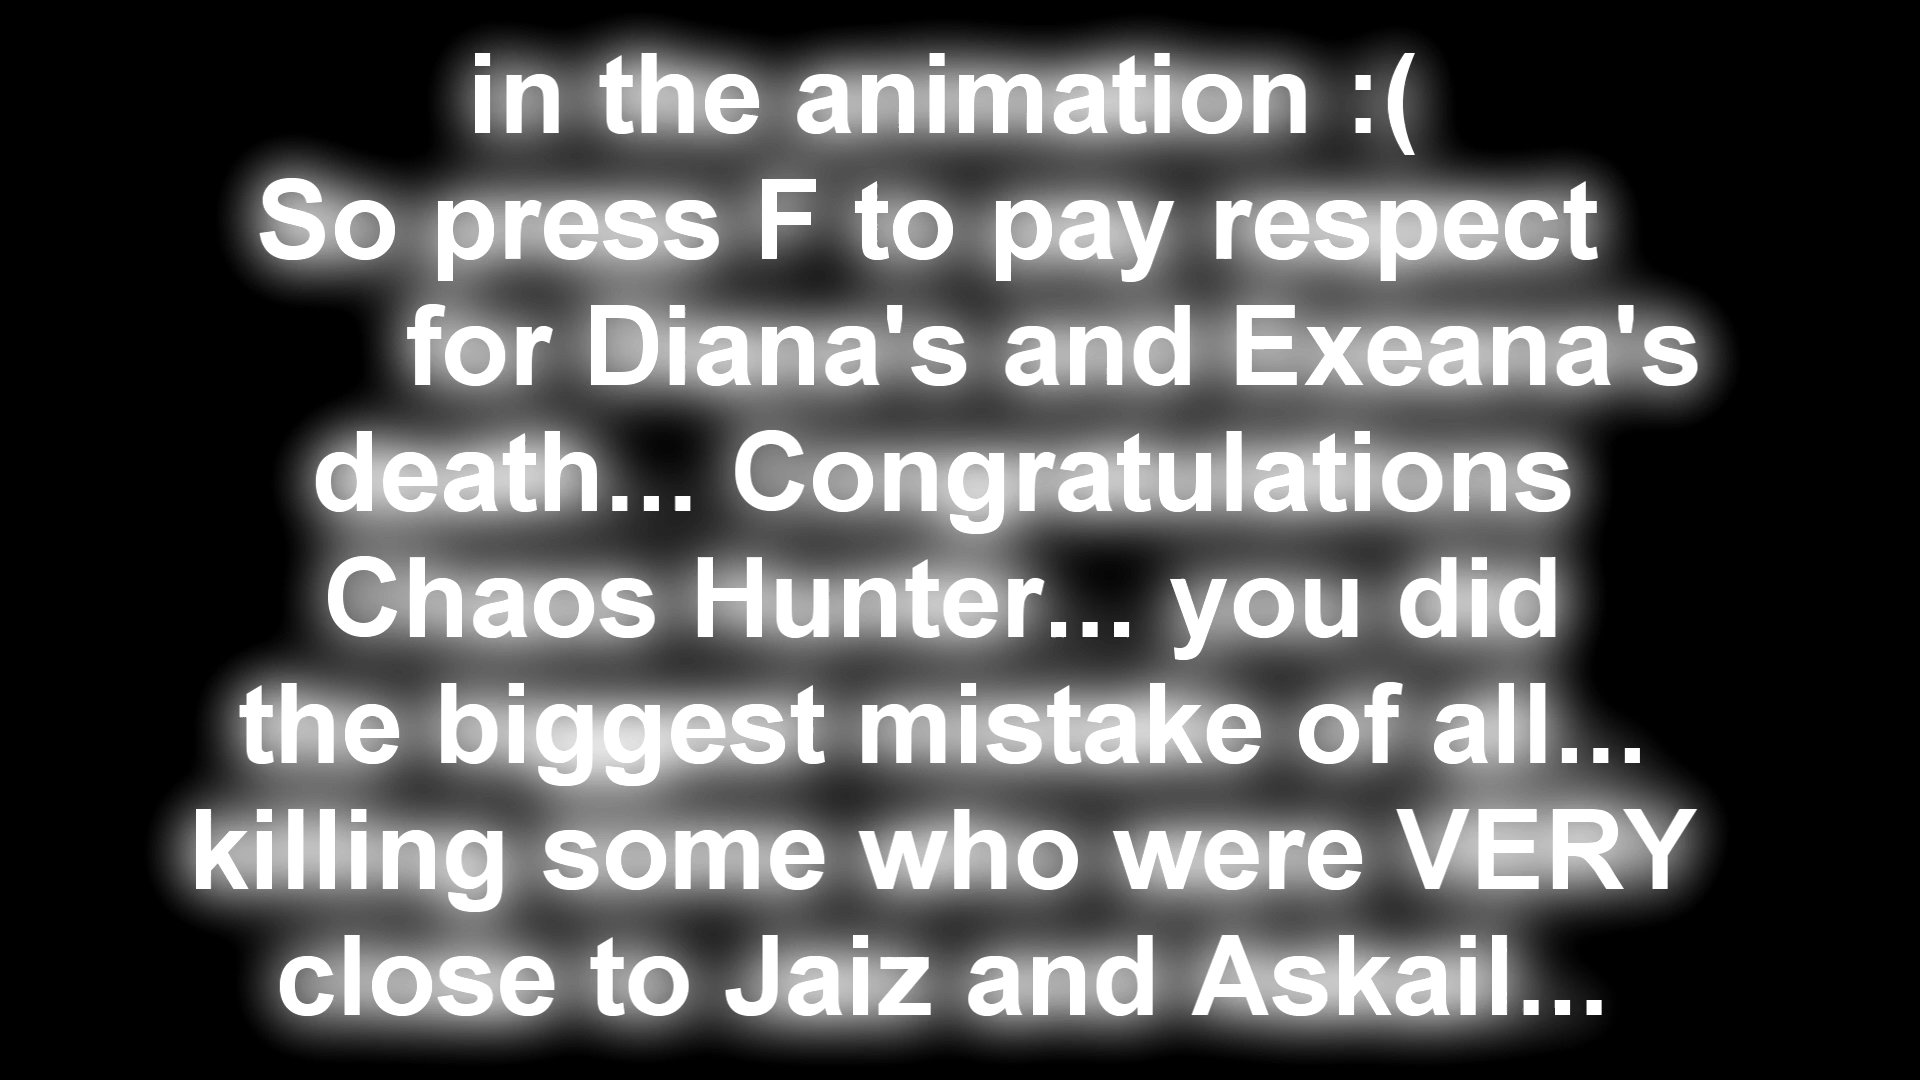 in the animation :(
So press F to pay respect
for Diana's and Exeana's
death... Congratulations
Chaos Hunter... you did
the biggest mistake of all...
killing some who were VERY
close to Jaiz and Askail...